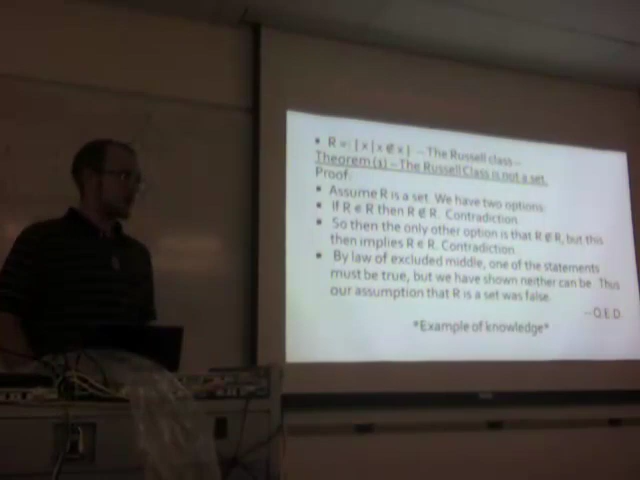 • R = {x|x ∉ x} – The Russell class –
Theorem (1) – The Russell Class is not a set.
Proof:
• Assume R is a set. We have two options:
• If R ∈ R then R ∉ R. Contradiction.
• So then the only other option is that R ∉ R, but this
then implies R ∈ R. Contradiction.
• By law of excluded middle, one of the statements
must be true, but we have shown neither can be. Thus
our assumption that R is a set was false.
-- Q.E.D.
*Example of knowledge*